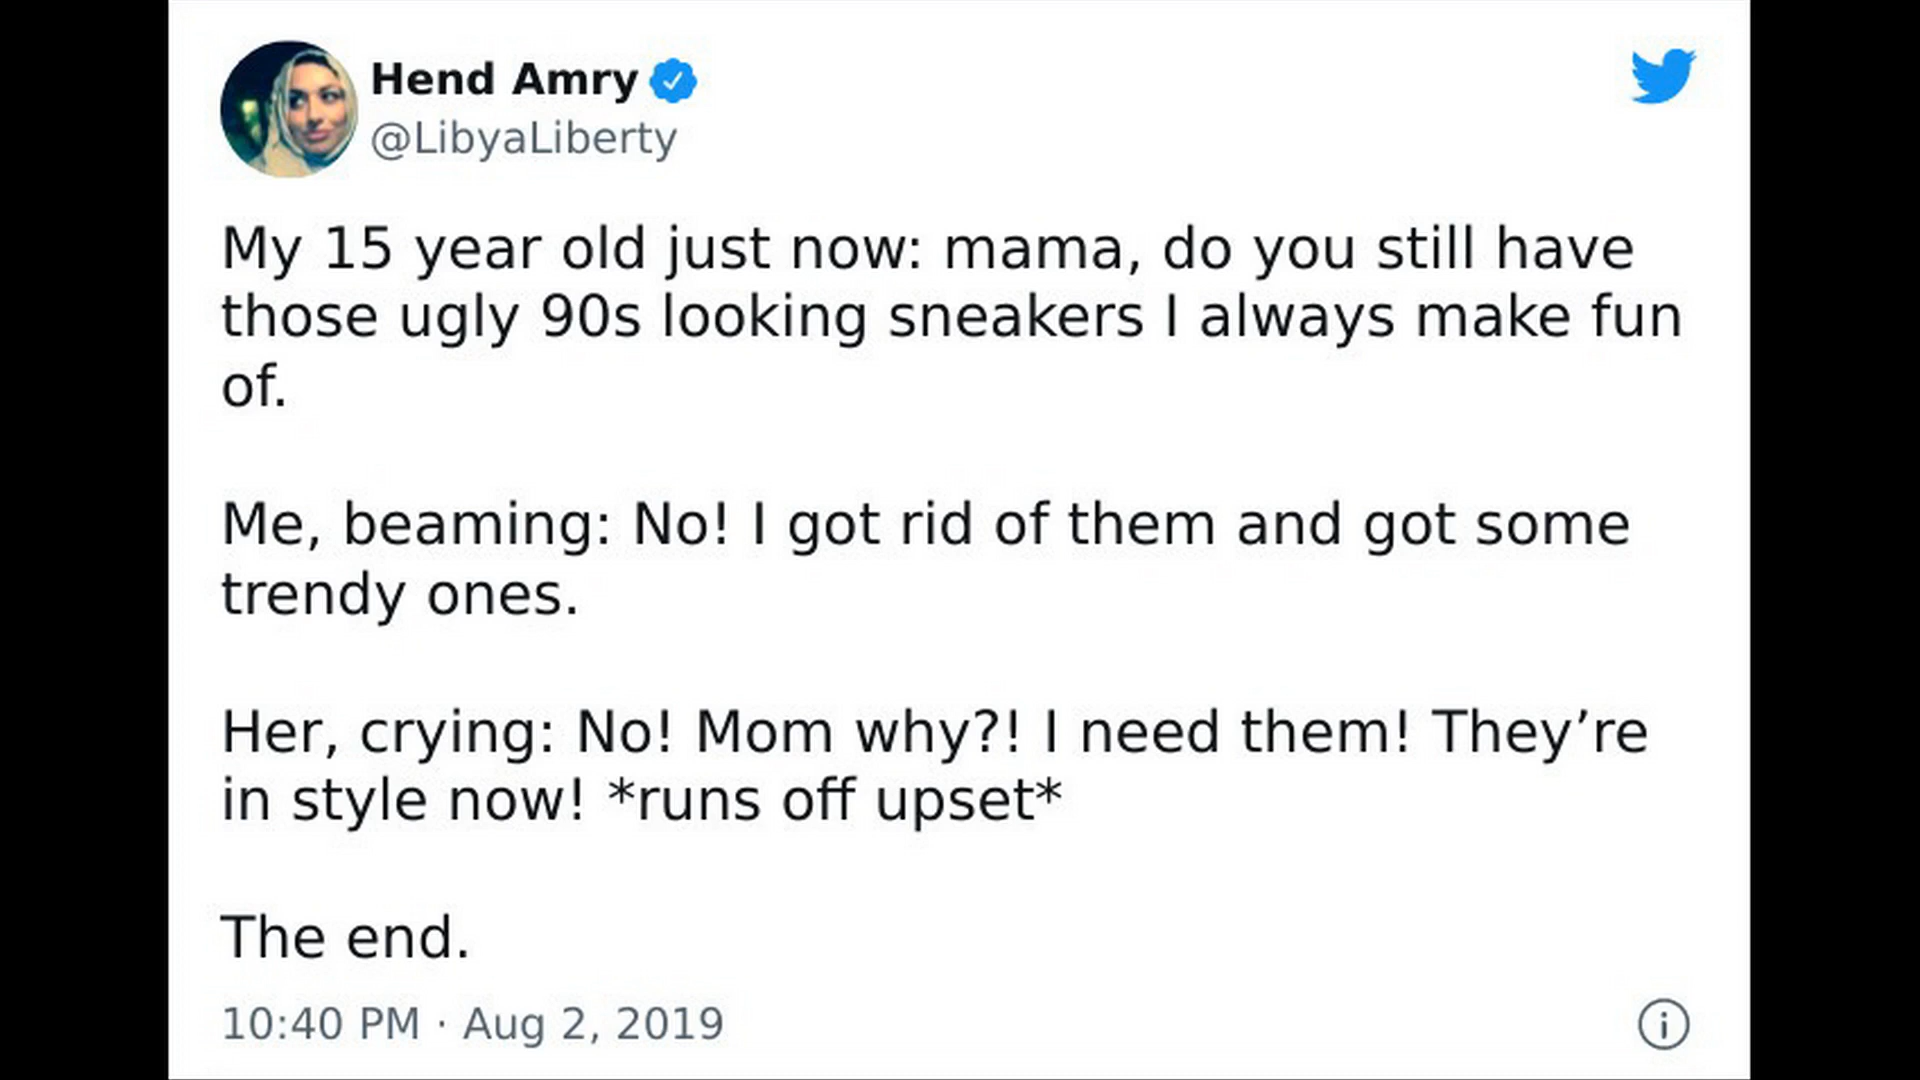 Hend Amry
@LibyaLiberty
My 15 year old just now: mama, do you still have
those ugly 90s looking sneakers I always make fun
of.
Me, beaming: No! I got rid of them and got some
trendy ones.
Her, crying: No! Mom why?! I need them! They’re
in style now! *runs off upset*
The end.
10:40 PM · Aug 2, 2019